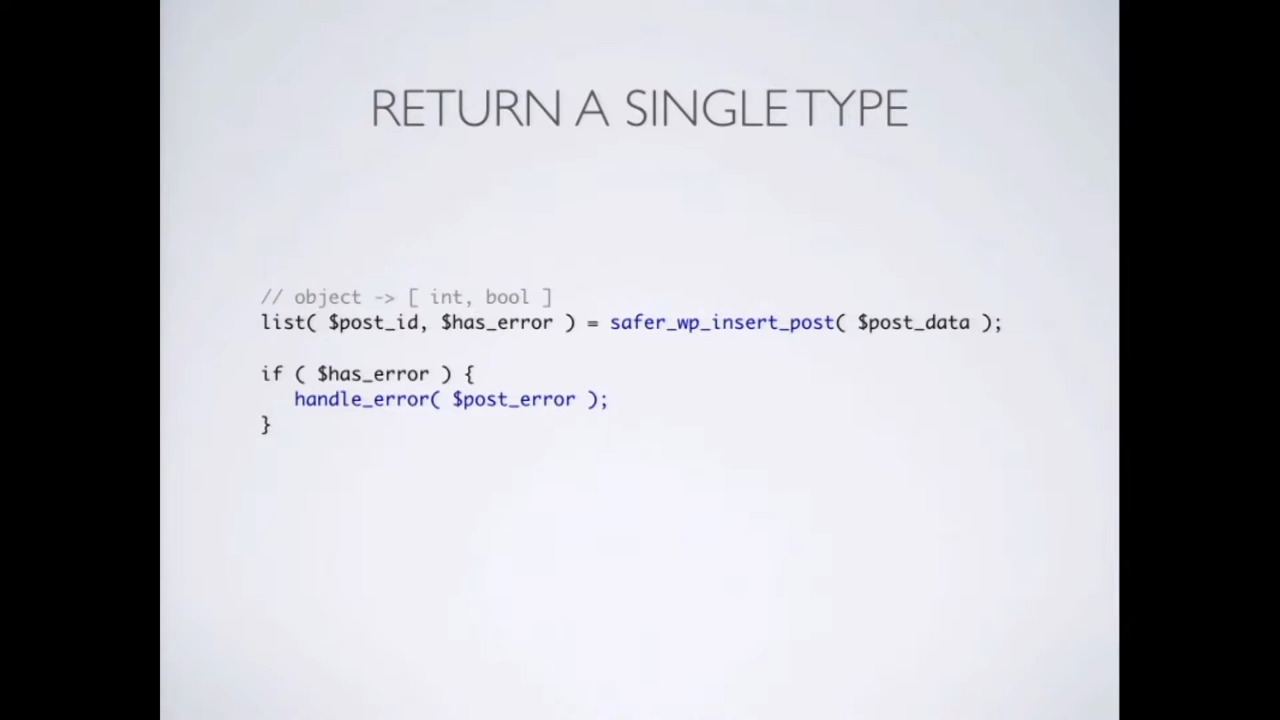 RETURN A SINGLE TYPE
// object -> [ int, bool ]
list( $post_id, $has_error ) = safer_wp_insert_post( $post_data );
if ( $has_error ) {
handle_error( $post_error );
}